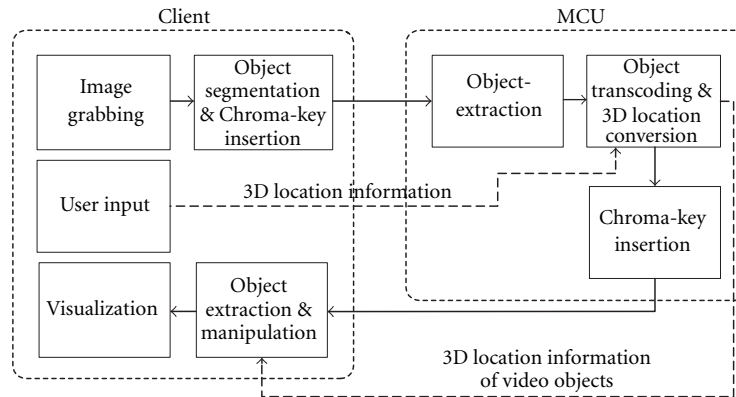 Client
MCU
Image
grabbing
Object
segmentation
& Chroma-key
insertion
Object-
extraction
Object
transcoding &
3D location
conversion
User input
3D location information
Chroma-key
insertion
Visualization
Object
extraction &
manipulation
3D location information
of video objects